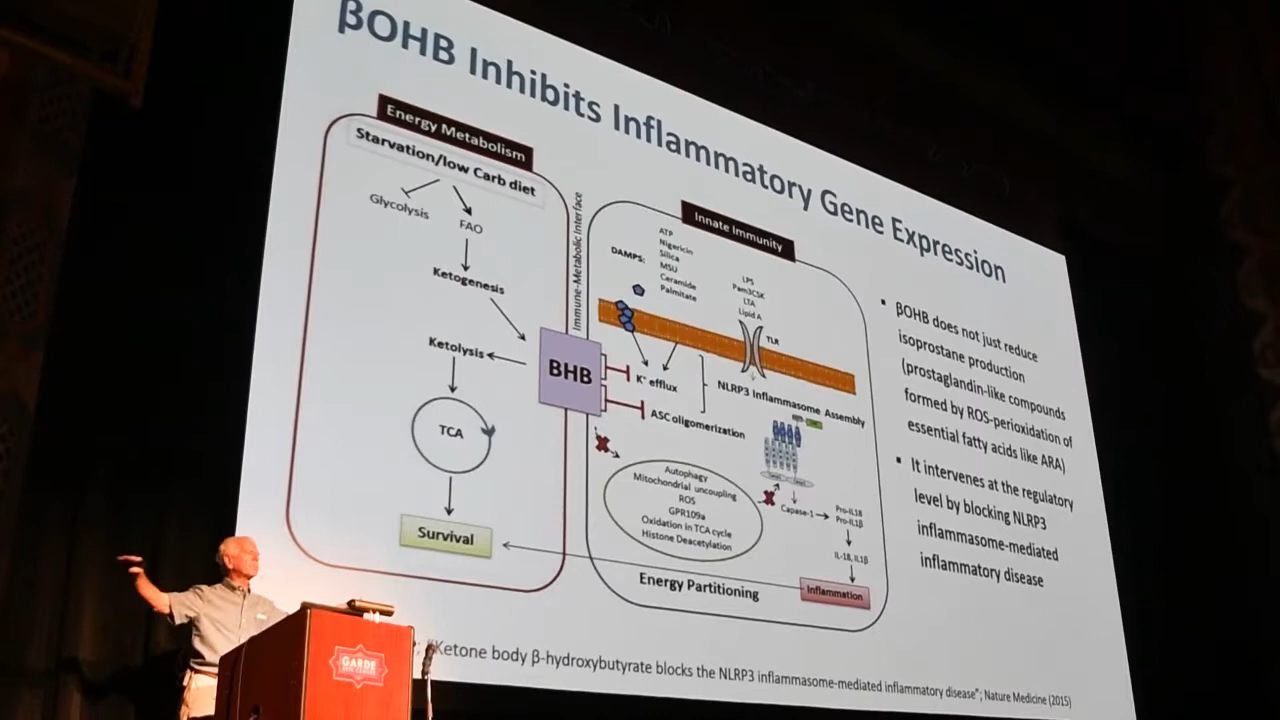 βOHB Inhibits Inflammatory Gene Expression
Energy Metabolism
Starvation/low Carb diet
Glycolysis
FAO
Ketogenesis
Ketolysis
TCA
Survival
BHB
Immune-Metabolic Interface
Innate Immunity
DAMPS:
ATP
Nigericin
Silica
MSU
Ceramide
Palmitate
LPS
Pam3CSK
LTA
Lipid A
TLR
K⁺ efflux
ASC oligomerization
NLRP3 Inflammasome Assembly
Autophagy
Mitochondrial uncoupling
ROS
GPR109a
Oxidation in TCA cycle
Histone Deacetylation
Capase-1
Pro-IL18
Pro-IL1β
IL-18, IL1β
Inflammation
Energy Partitioning
▪ βOHB does not just reduce
isoprostane production
(prostaglandin-like compounds
formed by ROS-perioxidation of
essential fatty acids like ARA)
▪ It intervenes at the regulatory
level by blocking NLRP3
inflammasome-mediated
inflammatory disease
: "Ketone body β-hydroxybutyrate blocks the NLRP3 inflammasome-mediated inflammatory disease"; Nature Medicine (2015)
GARDE
ARTS CENTER